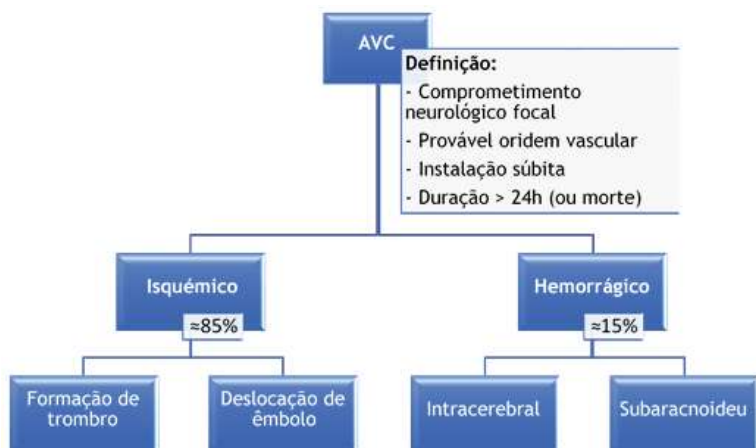 AVC
Definição:
- Comprometimento
neurológico focal
- Provável oridem vascular
- Instalação súbita
- Duração > 24h (ou morte)
Isquémico
≈85%
Hemorrágico
≈15%
Formação de
trombro
Deslocação de
êmbolo
Intracerebral
Subaracnoideu